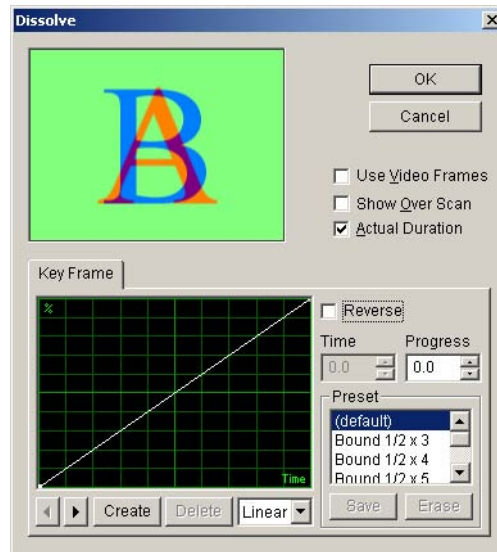 Dissolve
B
A
OK
Cancel
Use Video Frames
Show Over Scan
Actual Duration
Key Frame
%
Time
Reverse
Time Progress
0.0 0.0
Preset
(default)
Bound 1/2 x 3
Bound 1/2 x 4
Bound 1/2 x 5
Create Delete Linear
Save Erase